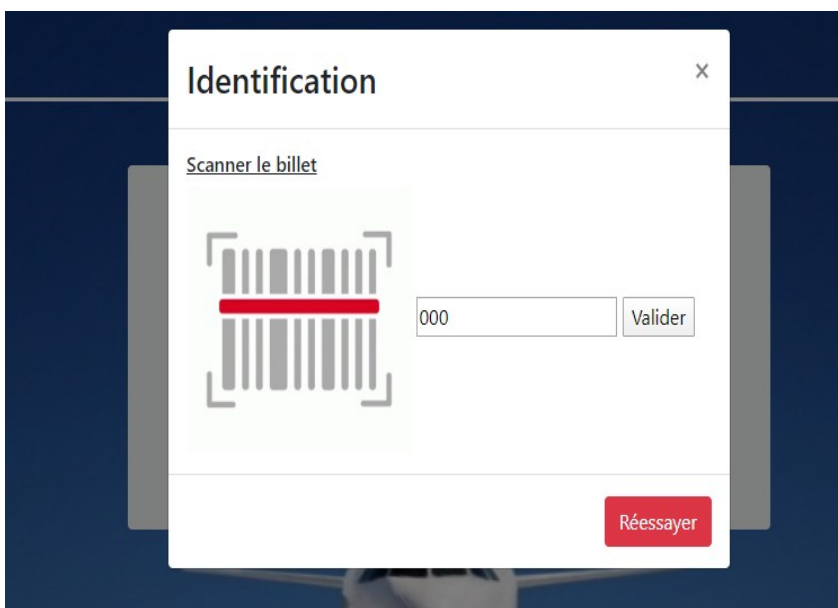 Identification
×
Scanner le billet
000
Valider
Réessayer